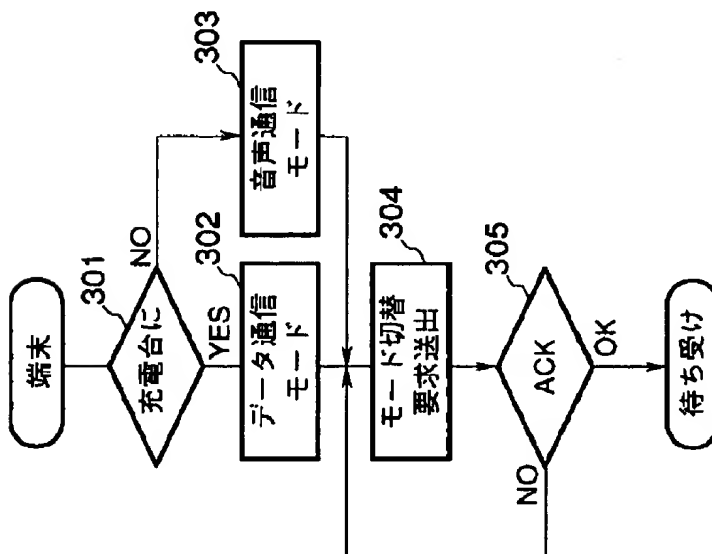 端末
301
充電台に
NO
YES
302
データ通信
モード
303
音声通信
モード
304
モード切替
要求送出
305
ACK
NO
OK
待ち受け